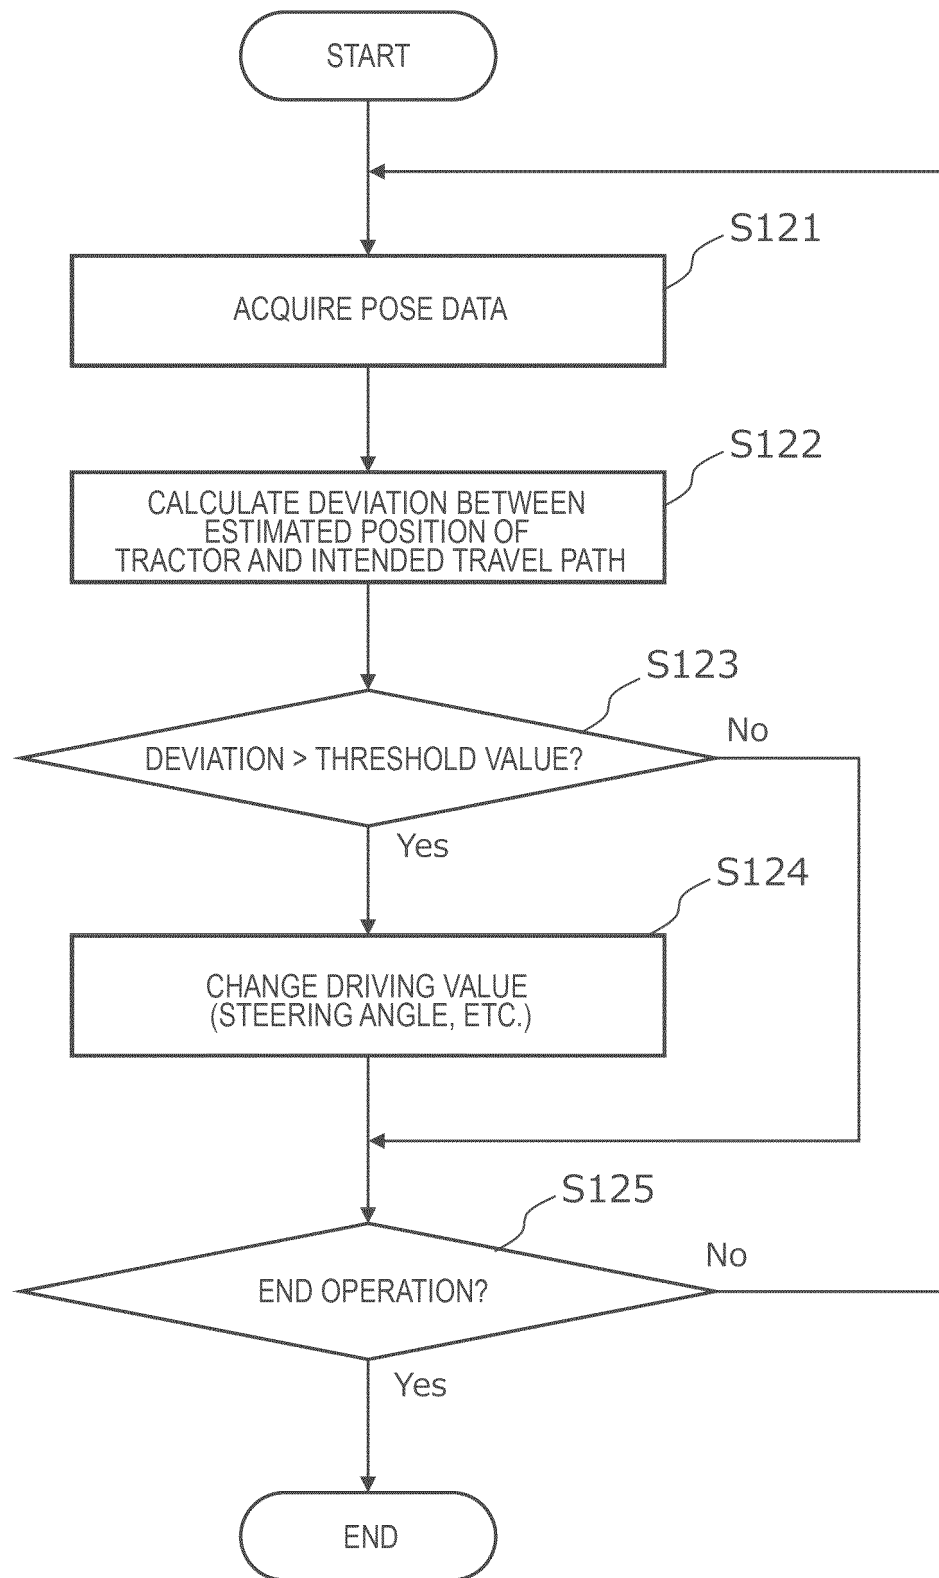 START
S121
ACQUIRE POSE DATA
S122
CALCULATE DEVIATION BETWEEN
ESTIMATED POSITION OF
TRACTOR AND INTENDED TRAVEL PATH
S123
No
DEVIATION > THRESHOLD VALUE?
Yes
S124
CHANGE DRIVING VALUE
(STEERING ANGLE, ETC.)
S125
No
END OPERATION?
Yes
END